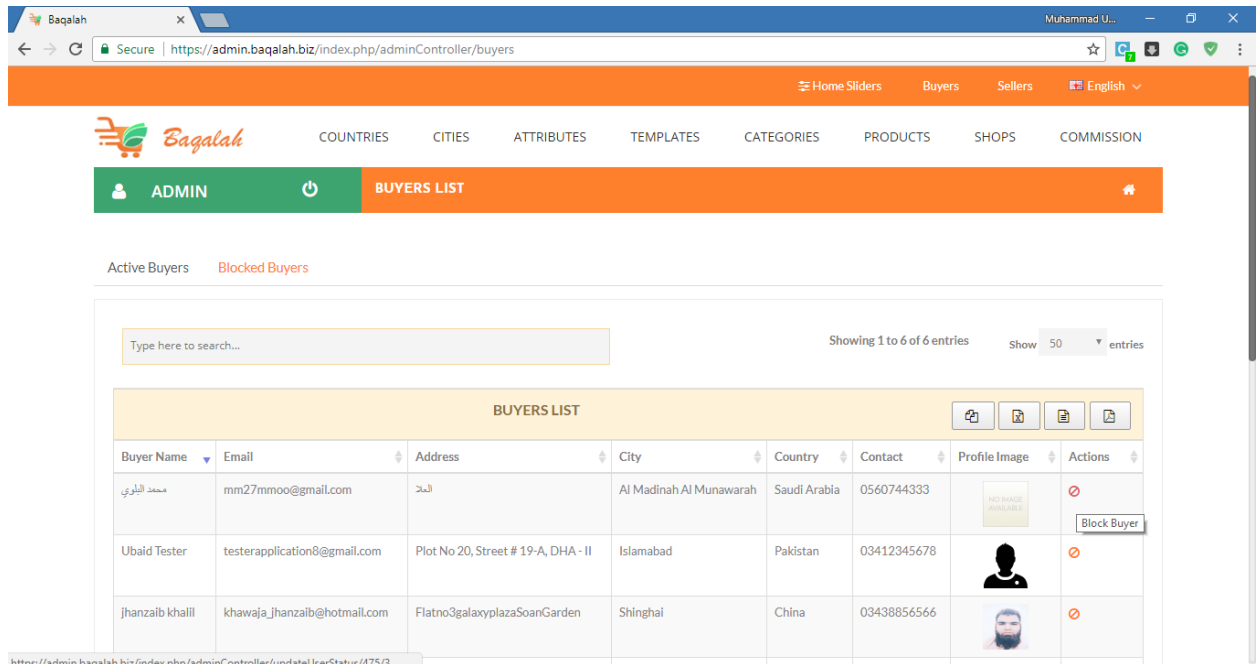 Baqalah
Muhammad U...
Secure | https://admin.baqalah.biz/index.php/adminController/buyers
7
Home Sliders Buyers Sellers English
Baqalah COUNTRIES CITIES ATTRIBUTES TEMPLATES CATEGORIES PRODUCTS SHOPS COMMISSION
ADMIN BUYERS LIST
Active Buyers Blocked Buyers
Type here to search... Showing 1 to 6 of 6 entries Show 50 entries
BUYERS LIST
Buyer Name Email Address City Country Contact Profile Image Actions
محمد البلوي mm27mmoo@gmail.com العلا Al Madinah Al Munawarah Saudi Arabia 0560744333 NO IMAGE
AVAILABLE
Block Buyer
Ubaid Tester testerapplication8@gmail.com Plot No 20, Street # 19-A, DHA - II Islamabad Pakistan 03412345678
jhanzaib khalil khawaja_jhanzaib@hotmail.com Flatno3galaxyplazaSoanGarden Shinghai China 03438856566
https://admin.baqalah.biz/index.php/adminController/updateUserStatus/475/3